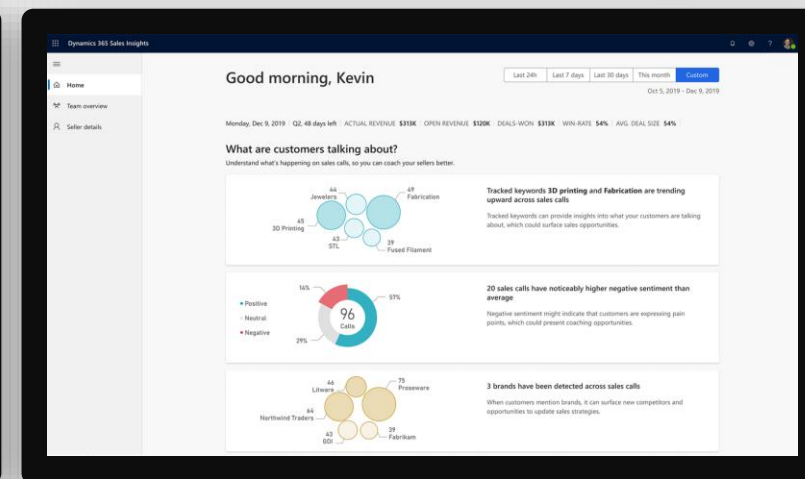 Dynamics 365 Sales Insights
?
Home
Team overview
Seller details
Good morning, Kevin
Last 24h Last 7 days Last 30 days This month Custom
Oct 5, 2019 - Dec 9, 2019
Monday, Dec 9, 2019 Q2, 48 days left ACTUAL REVENUE $313K OPEN REVENUE $120K DEALS-WON $313K WIN-RATE 54% AVG. DEAL SIZE 54%
What are customers talking about?
Understand what's happening on sales calls, so you can coach your sellers better.
44
Jewelers
49
Fabrication
45
3D Printing
43
STL
39
Fused Filament
Tracked keywords 3D printing and Fabrication are trending
upward across sales calls
Tracked keywords can provide insights into what your customers are talking
about, which could surface sales opportunities.
Positive
Neutral
Negative
14%
57%
29%
96
Calls
20 sales calls have noticeably higher negative sentiment than
average
Negative sentiment might indicate that customers are expressing pain
points, which could present coaching opportunities.
46
Litware
75
Proseware
64
Northwind Traders
43
GDI
39
Fabrikam
3 brands have been detected across sales calls
When customers mention brands, it can surface new competitors and
opportunities to update sales strategies.